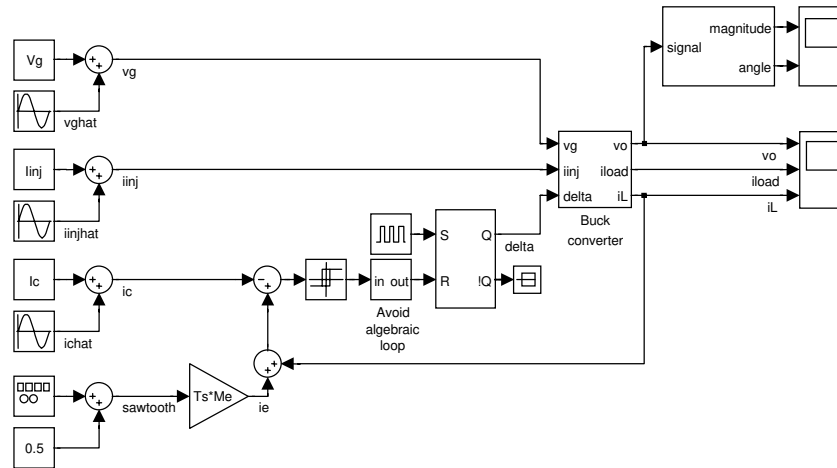 magnitude
signal
angle
Vg
+
+
vg
vghat
vg
vo
iinj
iload
delta
iL
vo
iload
iL
Buck
converter
Iinj
+
+
iinj
iinjhat
S
Q
R
!Q
delta
in out
Avoid
algebraic
loop
Ic
+
+
ic
ichat
−
+
+
+
+
+
sawtooth
Ts*Me
ie
0.5